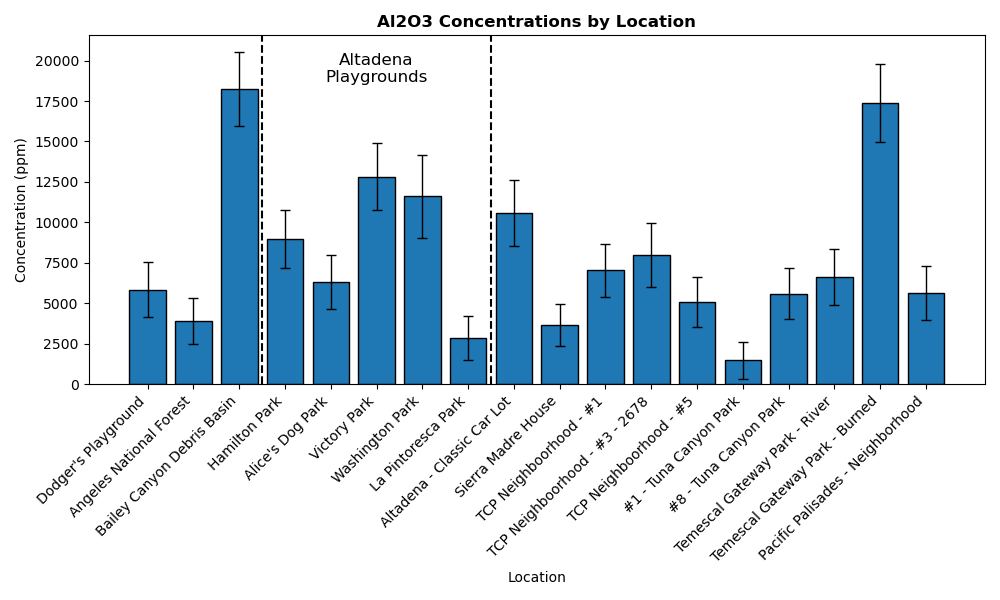 Al2O3 Concentrations by Location
Altadena
Playgrounds
Concentration (ppm)
20000
17500
15000
12500
10000
7500
5000
2500
0
Dodger's Playground
Angeles National Forest
Bailey Canyon Debris Basin
Hamilton Park
Alice's Dog Park
Victory Park
Washington Park
La Pintoresca Park
Altadena - Classic Car Lot
Sierra Madre House
TCP Neighboorhood - #1
TCP Neighboorhood - #3 - 2678
TCP Neighboorhood - #5
#1 - Tuna Canyon Park
#8 - Tuna Canyon Park
Temescal Gateway Park - River
Temescal Gateway Park - Burned
Pacific Palisades - Neighborhood
Location